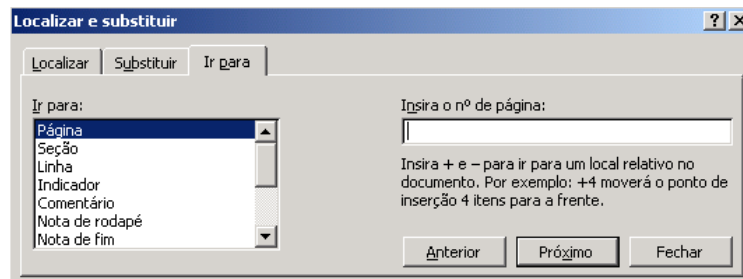 Localizar e substituir
Localizar Substituir Ir para
Ir para:
Página
Seção
Linha
Indicador
Comentário
Nota de rodapé
Nota de fim
Insira o nº de página:
Insira + e – para ir para um local relativo no
documento. Por exemplo: +4 moverá o ponto de
inserção 4 itens para a frente.
Anterior Próximo Fechar